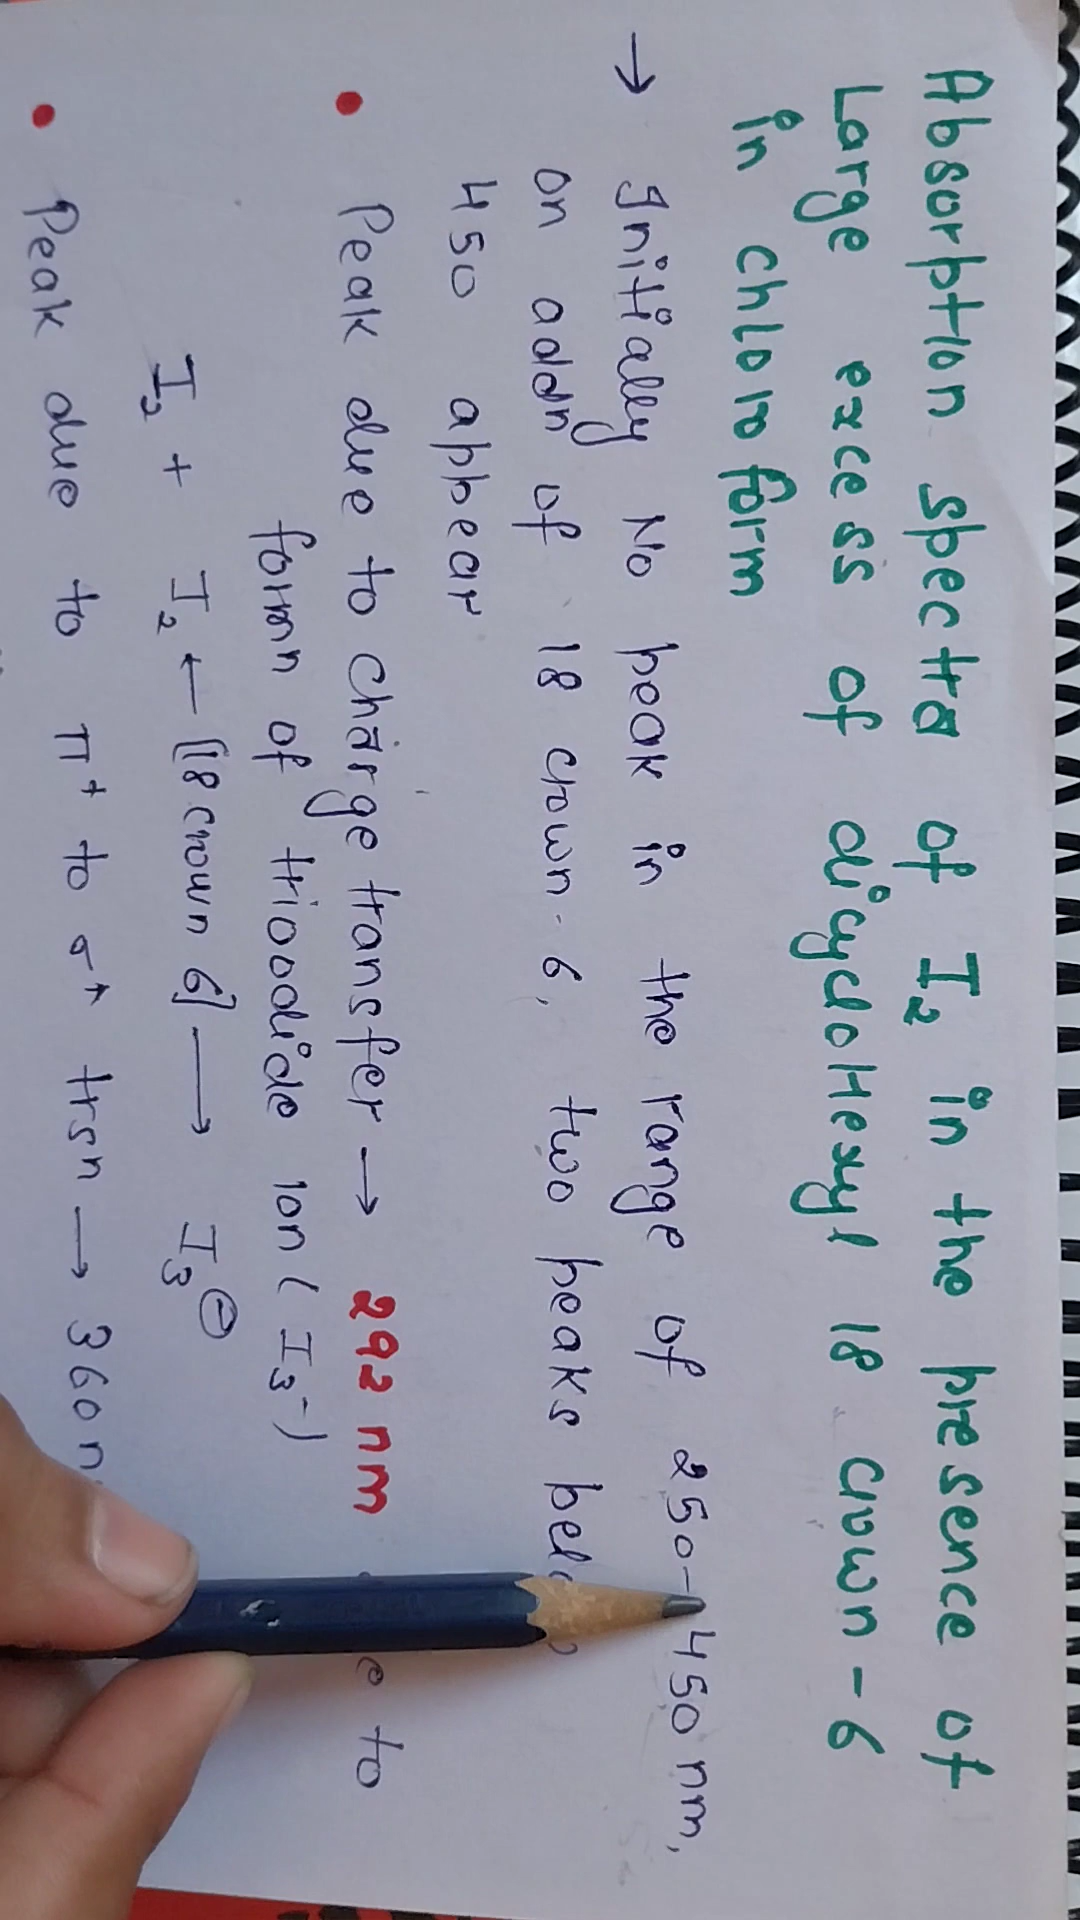 Absorption spectra of I₂ in the presence of
Large excess of dicyclohexyl 18 crown-6
in chloroform
→ Initially No peak in the range of 250-450 nm,
on addn of 18 crown-6, two peaks
450 appear
• Peak due to charge transfer → 292 nm to
formn of triodide ion (I₃⁻)
I₂ + I₂ ← [18 crown 6] ⟶ I₃⊖
• Peak due to to σ* trsn → 360